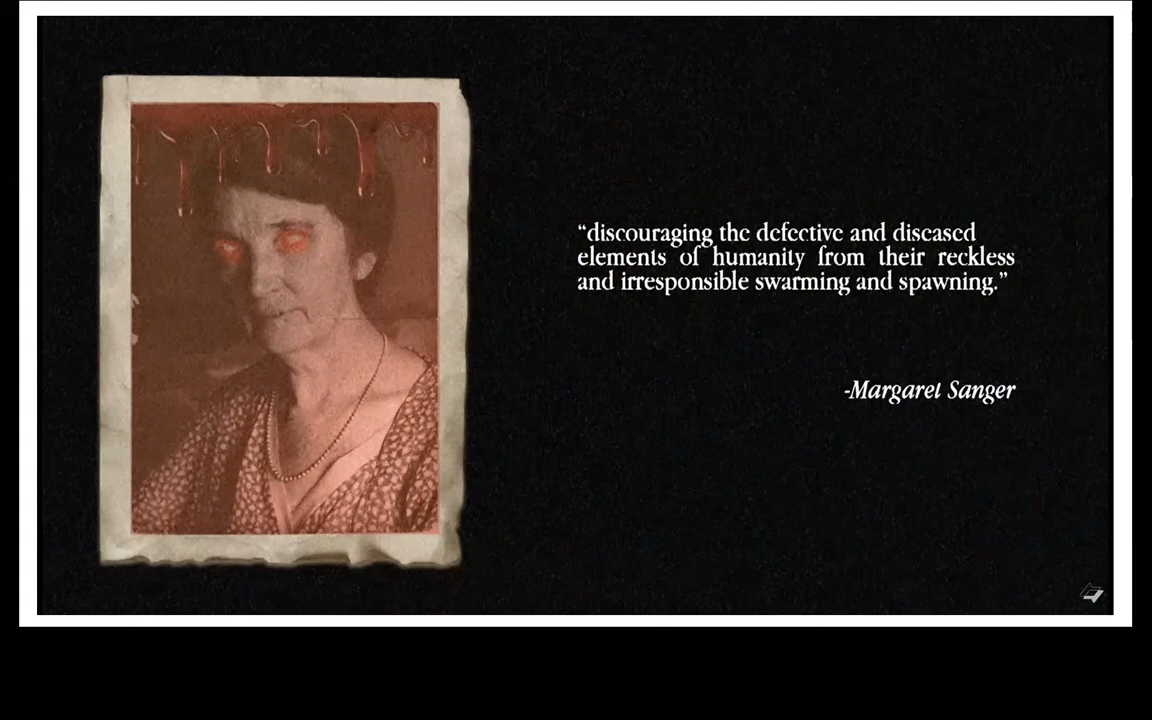 “discouraging the defective and diseased
elements of humanity from their reckless
and irresponsible swarming and spawning.”
-Margaret Sanger